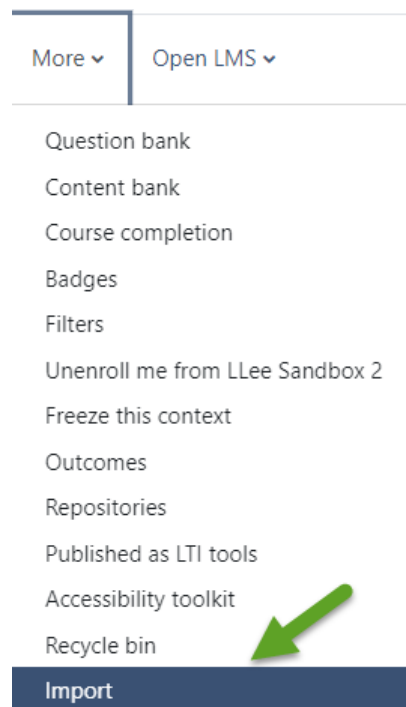 More Open LMS
Question bank
Content bank
Course completion
Badges
Filters
Unenroll me from LLee Sandbox 2
Freeze this context
Outcomes
Repositories
Published as LTI tools
Accessibility toolkit
Recycle bin
Import